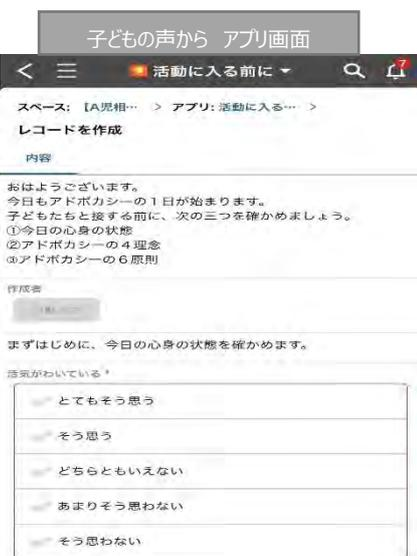 子どもの声から アプリ画面
活動に入る前に
7
スペース: 【A児相… > アプリ: 活動に入る… >
レコードを作成
内容
おはようございます。
今日もアドボカシーの1日が始まります。
子どもたちと接する前に、次の三つを確かめましょう。
①今日の心身の状態
②アドボカシーの4理念
③アドボカシーの6原則
作成者
まずはじめに、今日の心身の状態を確かめます。
活気がわいている*
とてもそう思う
そう思う
どちらともいえない
あまりそう思わない
そう思わない